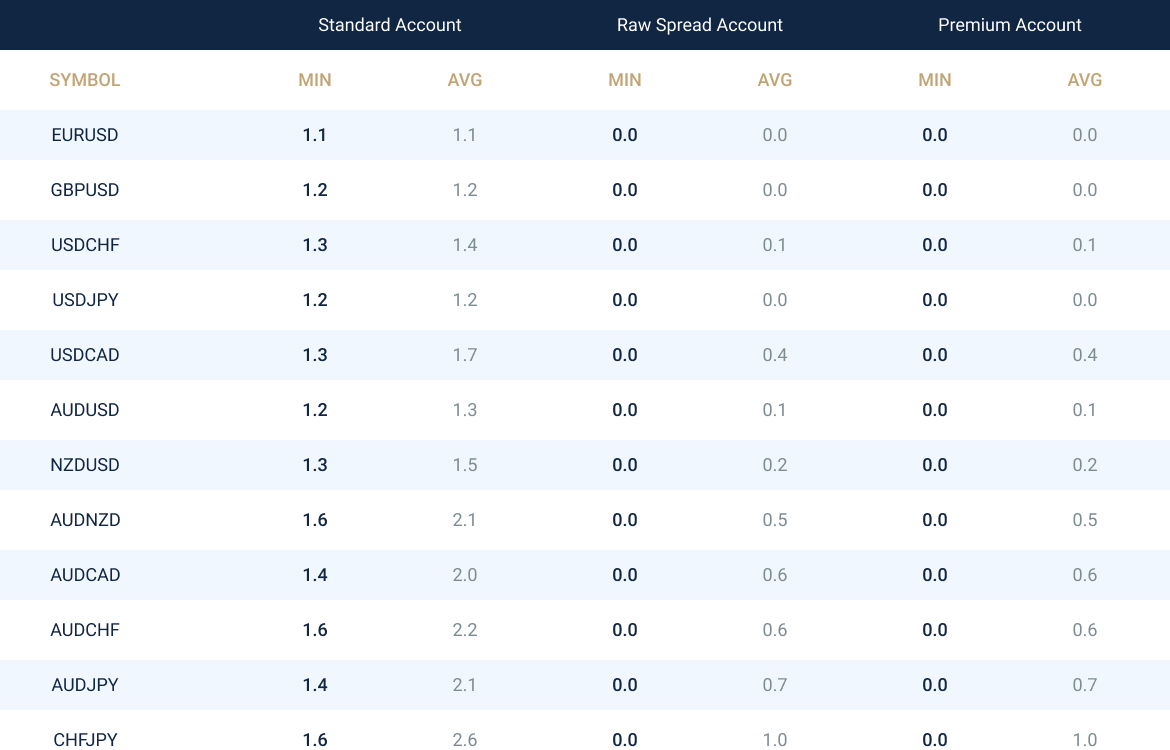 Standard Account Raw Spread Account Premium Account
SYMBOL MIN AVG MIN AVG MIN AVG
EURUSD 1.1 1.1 0.0 0.0 0.0 0.0
GBPUSD 1.2 1.2 0.0 0.0 0.0 0.0
USDCHF 1.3 1.4 0.0 0.1 0.0 0.1
USDJPY 1.2 1.2 0.0 0.0 0.0 0.0
USDCAD 1.3 1.7 0.0 0.4 0.0 0.4
AUDUSD 1.2 1.3 0.0 0.1 0.0 0.1
NZDUSD 1.3 1.5 0.0 0.2 0.0 0.2
AUDNZD 1.6 2.1 0.0 0.5 0.0 0.5
AUDCAD 1.4 2.0 0.0 0.6 0.0 0.6
AUDCHF 1.6 2.2 0.0 0.6 0.0 0.6
AUDJPY 1.4 2.1 0.0 0.7 0.0 0.7
CHFJPY 1.6 2.6 0.0 1.0 0.0 1.0